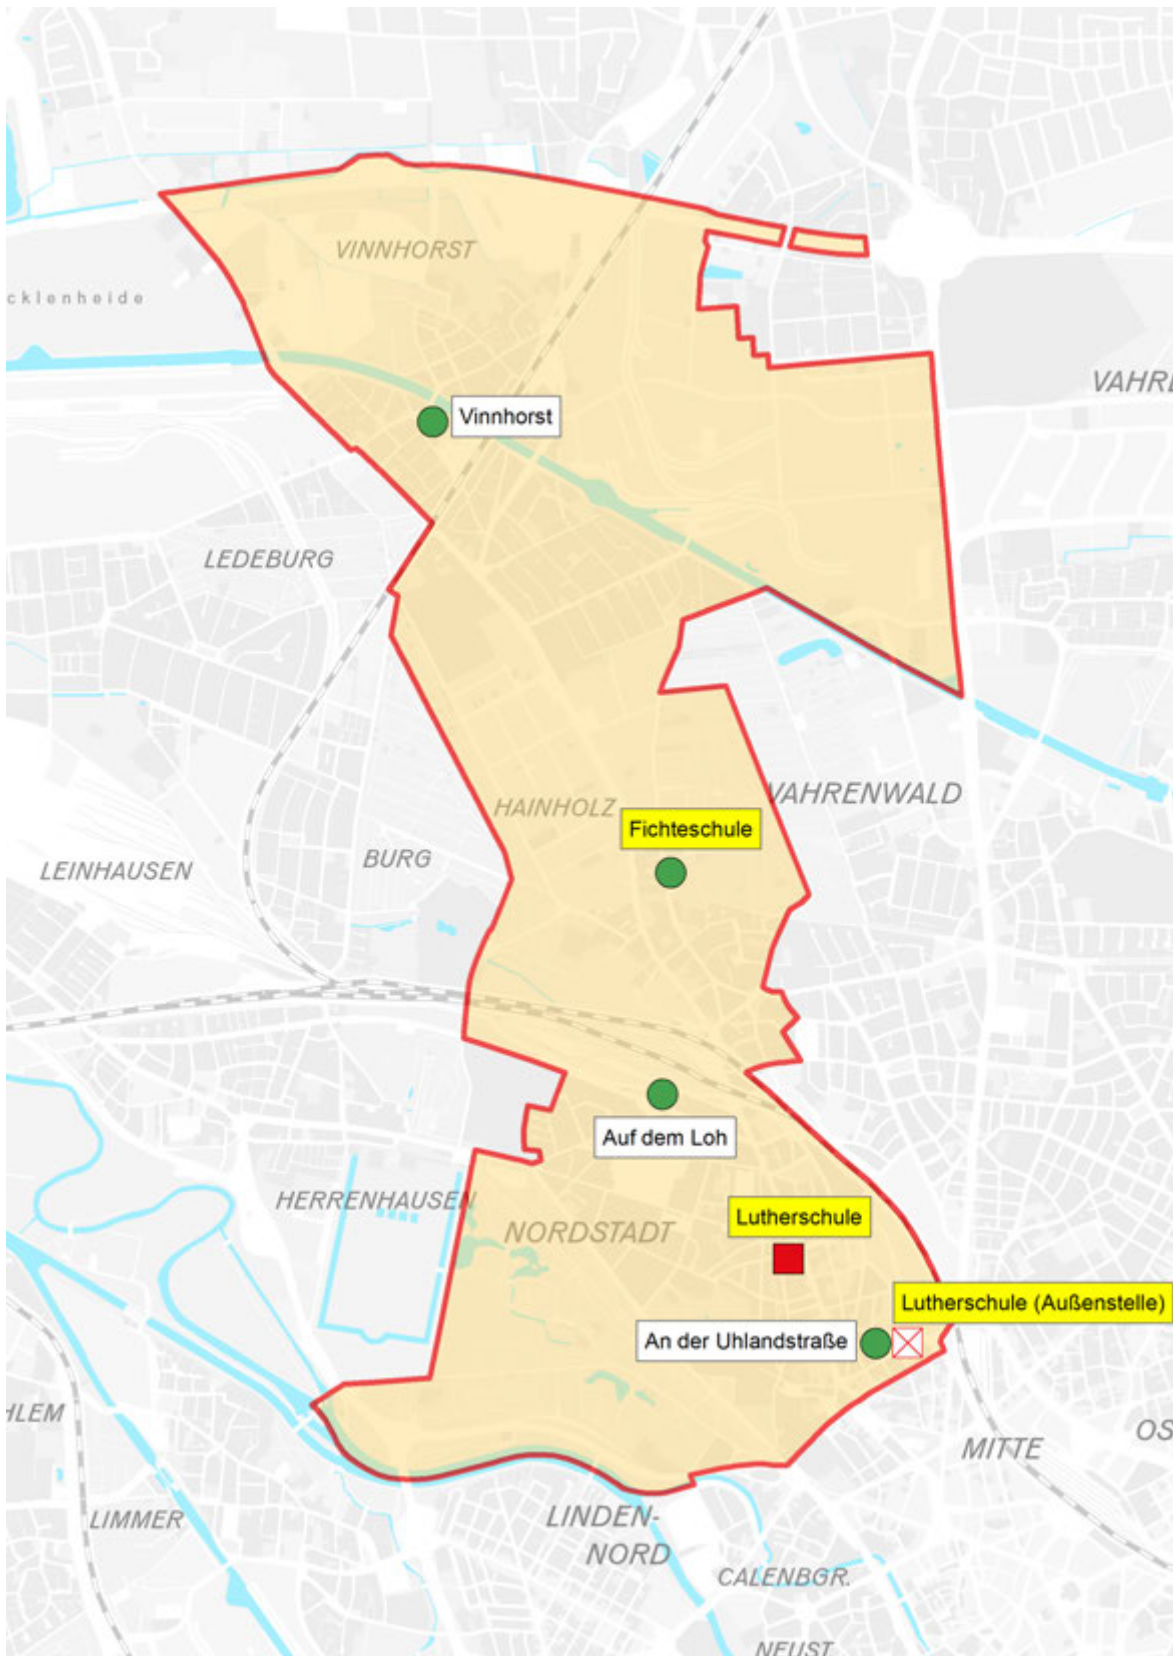 VINNHORST
cklenheide
VAHRE
Vinnhorst
LEDEBURG
VAHRENWALD
HAINHOLZ
Fichteschule
BURG
LEINHAUSEN
Auf dem Loh
HERRENHAUSEN
Lutherschule
NORDSTADT
Lutherschule (Außenstelle)
An der Uhlandstraße
HLEM
OS
MITTE
LIMMER
LINDEN-
NORD
CALENBGR.
NEUST